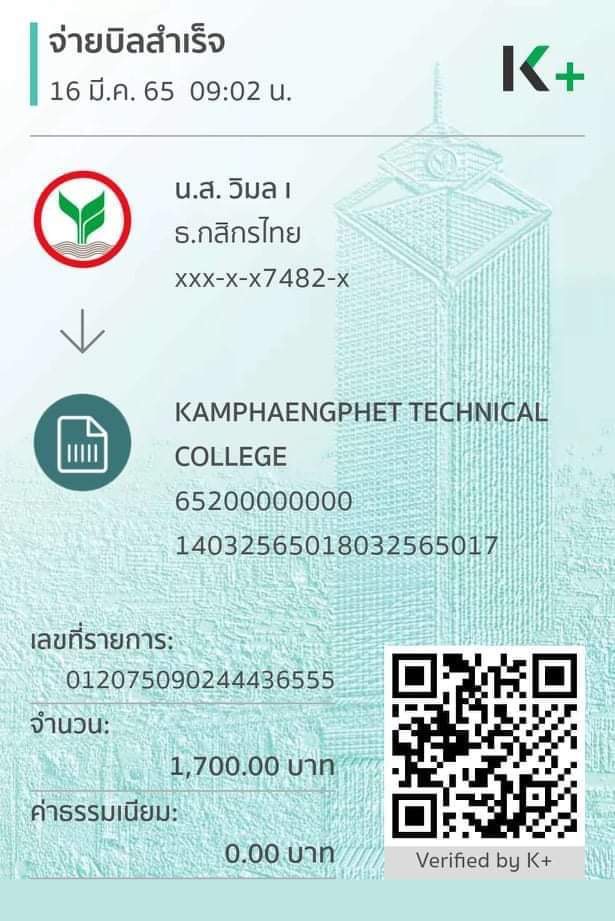 จ่ายบิลสำเร็จ
16 มี.ค. 65 09:02 น.
K+
น.ส. วิมล เ
ธ.กสิกรไทย
xxx-x-x7482-x
KAMPHAENGPHET TECHNICAL
COLLEGE
65200000000
14032565018032565017
เลขที่รายการ:
012075090244436555
จำนวน:
1,700.00 บาท
ค่าธรรมเนียม:
0.00 บาท
Verified by K+